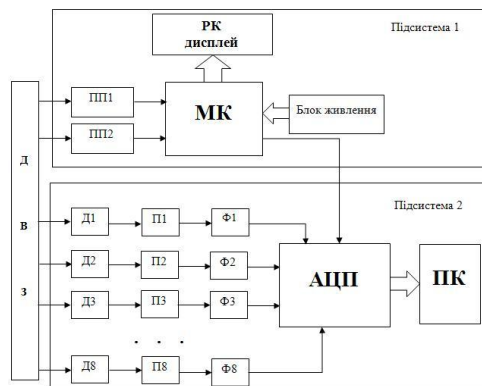 РК
дисплей
Підсистема 1
ПП1
МК
Блок живлення
ПП2
Д
В
З
Підсистема 2
Д1 П1 Ф1
Д2 П2 Ф2
АЦП
ПК
Д3 П3 Ф3
. . .
Д8 П8 Ф8